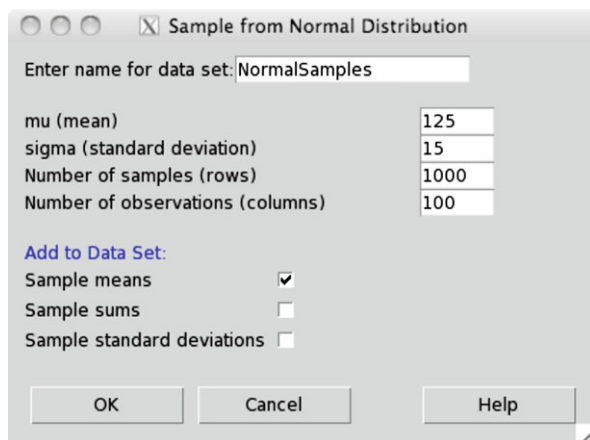 Sample from Normal Distribution
Enter name for data set: NormalSamples
mu (mean) 125
sigma (standard deviation) 15
Number of samples (rows) 1000
Number of observations (columns) 100
Add to Data Set:
Sample means
Sample sums
Sample standard deviations
OK Cancel Help